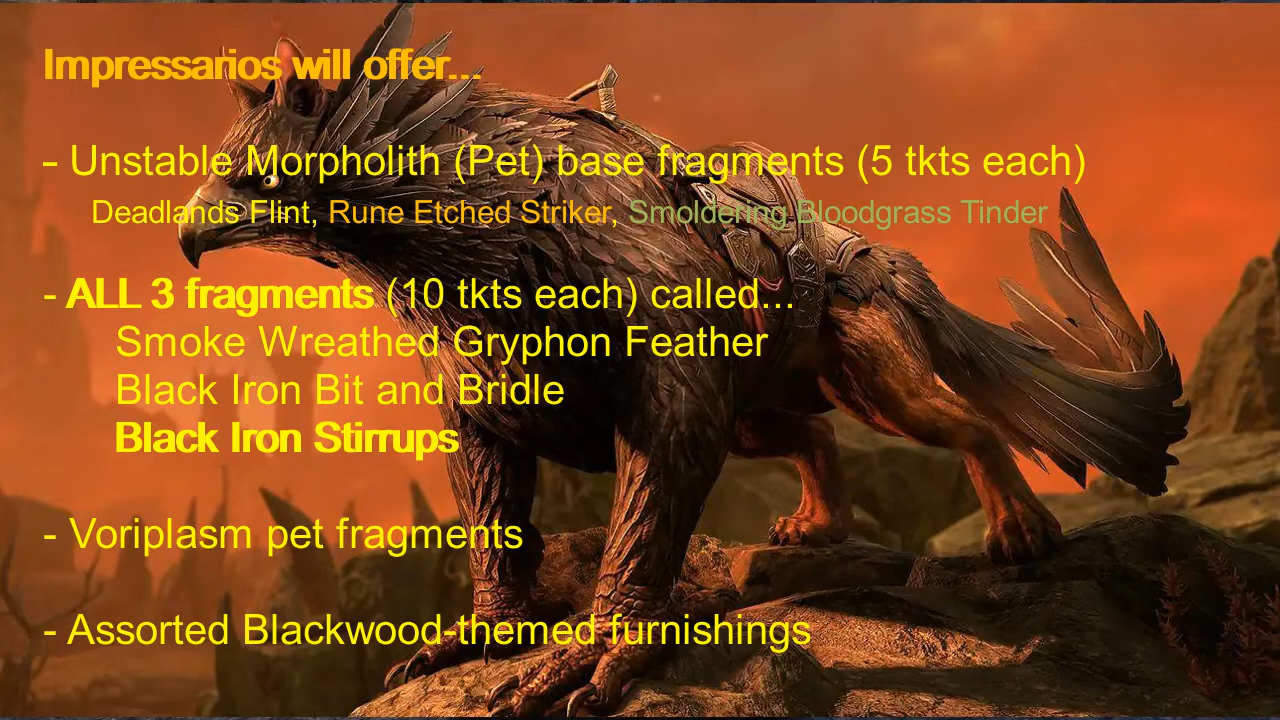 Impressarios will offer...
- Unstable Morpholith (Pet) base fragments (5 tkts each)
Deadlands Flint, Rune Etched Striker, Smoldering Bloodgrass Tinder
- ALL 3 fragments (10 tkts each) called...
Smoke Wreathed Gryphon Feather
Black Iron Bit and Bridle
Black Iron Stirrups
- Voriplasm pet fragments
- Assorted Blackwood-themed furnishings